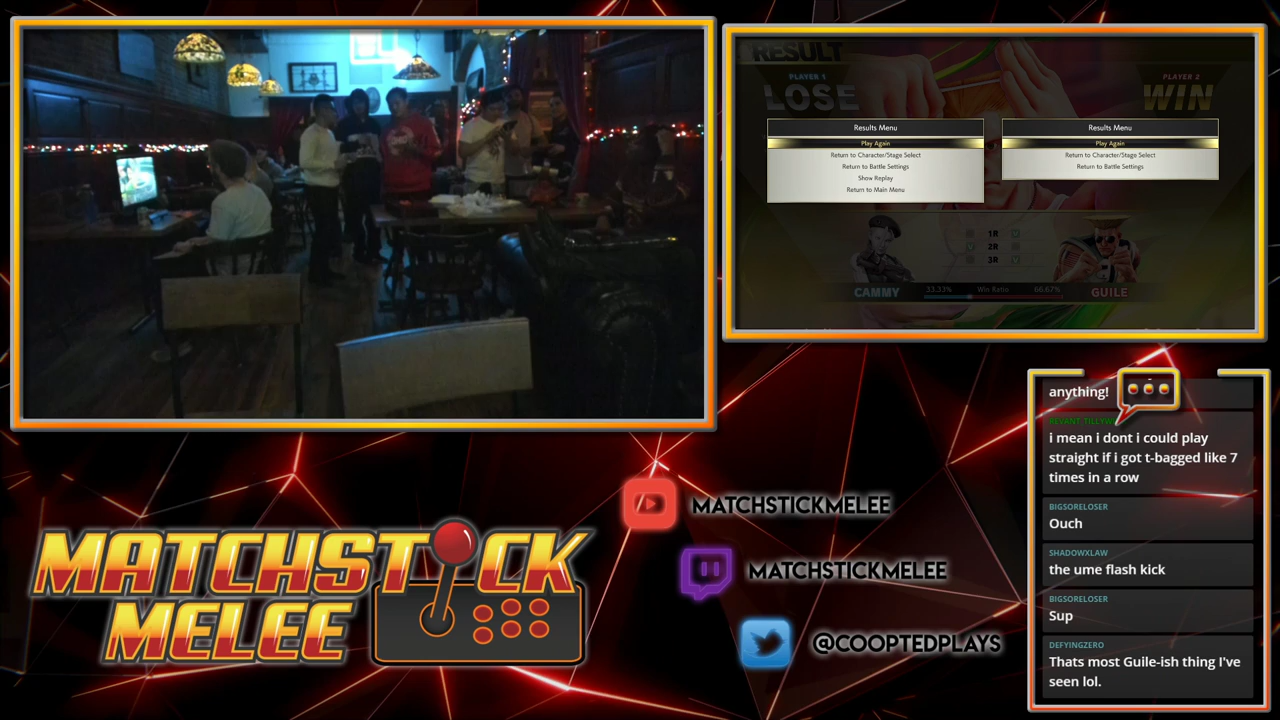 RESULT
PLAYER 1
LOSE
PLAYER 2
WIN
Results Menu
Play Again
Return to Character/Stage Select
Return to Battle Settings
Show Replay
Return to Main Menu
Results Menu
Play Again
Return to Character/Stage Select
Return to Battle Settings
1R
2R
3R
CAMMY
33.33% Win Ratio 66.67%
GUILE
anything!
i mean i dont i could play
straight if i got t-bagged like 7
times in a row
BIGSORELOSER
Ouch
SHADOWXLAW
the ume flash kick
BIGSORELOSER
Sup
DEFYINGZERO
Thats most Guile-ish thing I've
seen lol.
MATCHSTICKMELEE
MATCHSTICKMELEE
@COOPTEDPLAYS
MATCHSTICK
MELEE